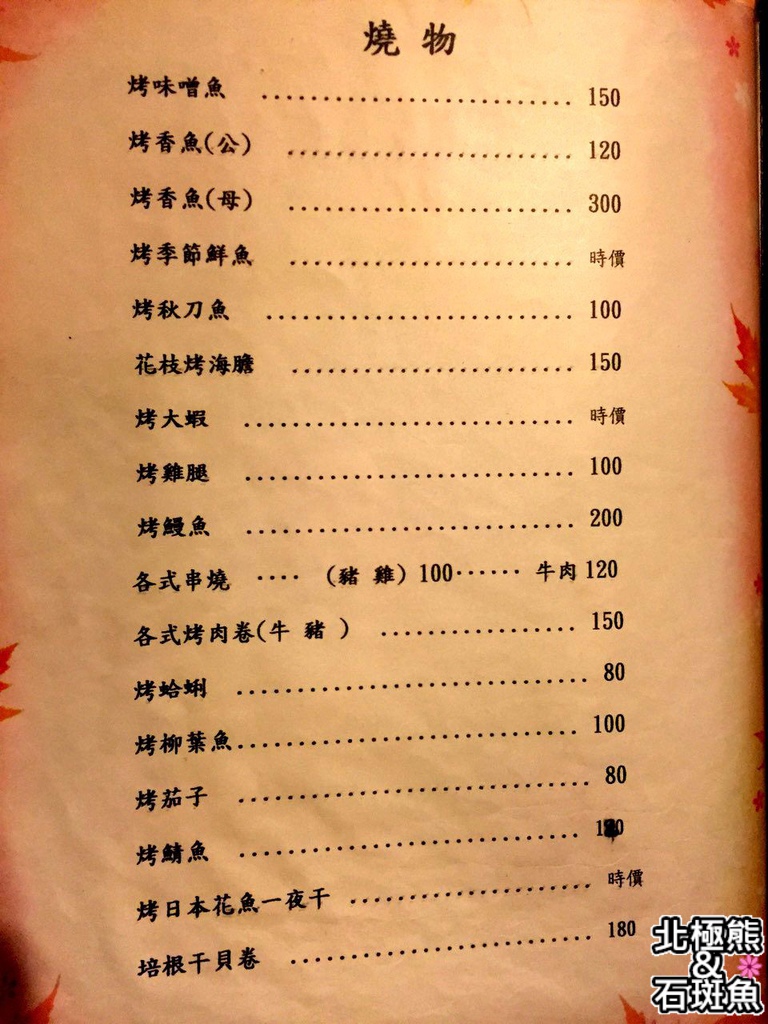 燒 物
烤味噌魚 ............................ 150
烤香魚(公) ............................ 120
烤香魚(母) ............................ 300
烤季節鮮魚 ............................ 時價
烤秋刀魚 ............................ 100
花枝烤海膽 ............................ 150
烤大蝦 ............................ 時價
烤雞腿 ............................ 100
烤鰻魚 ............................ 200
各式串燒 ···· (豬 雞) 100······ 牛肉 120
各式烤肉卷(牛 豬 ) ................ 150
烤蛤蜊 ............................ 80
烤柳葉魚............................ 100
烤茄子 ............................ 80
烤鯖魚 ............................
烤日本花魚一夜干 .................... 時價
培根干貝卷 ........................ 180
北極熊
&
石斑魚